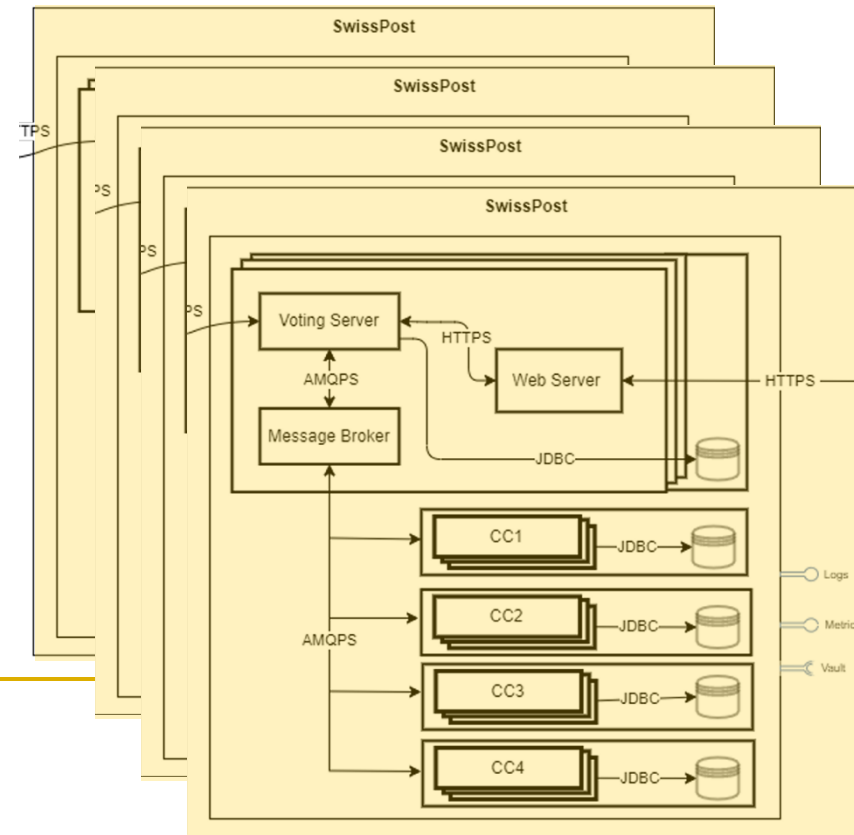 SwissPost
SwissPost
SwissPost
SwissPost
TPS
PS
PS
PS
Voting Server
HTTPS
AMQPS
Web Server
HTTPS
Message Broker
JDBC
CC1
JDBC
Logs
CC2
JDBC
Metric
AMQPS
Vault
CC3
JDBC
CC4
JDBC